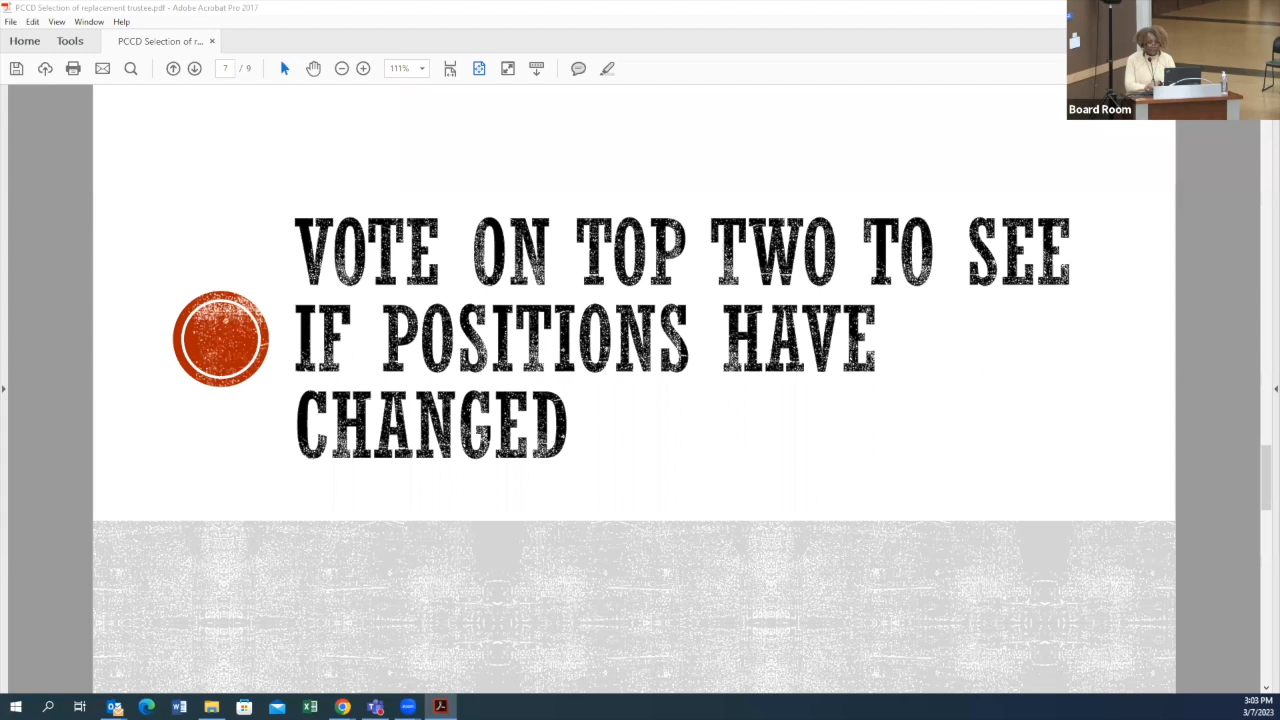 PCCD Selection of replacement trustee.pdf - Adobe Acrobat Pro 2017
File Edit View Window Help
Home Tools PCCD Selection of r... ×
7 / 9 111%
Board Room
VOTE ON TOP TWO TO SEE
IF POSITIONS HAVE
CHANGED
3:03 PM
3/7/2023